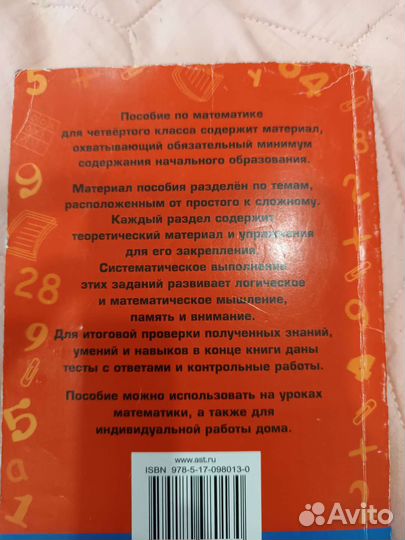 Пособие по математике
для четвёртого класса содержит материал,
охватывающий обязательный минимум
содержания начального образования.
Материал пособия разделён по темам,
расположенным от простого к сложному.
Каждый раздел содержит
теоретический материал и упражнения
для его закрепления.
Систематическое выполнение
этих заданий развивает логическое
и математическое мышление,
память и внимание.
Для итоговой проверки полученных знаний,
умений и навыков в конце книги даны
тесты с ответами и контрольные работы.
Пособие можно использовать на уроках
математики, а также для
индивидуальной работы дома.
www.ast.ru
ISBN 978-5-17-098013-0
Avito